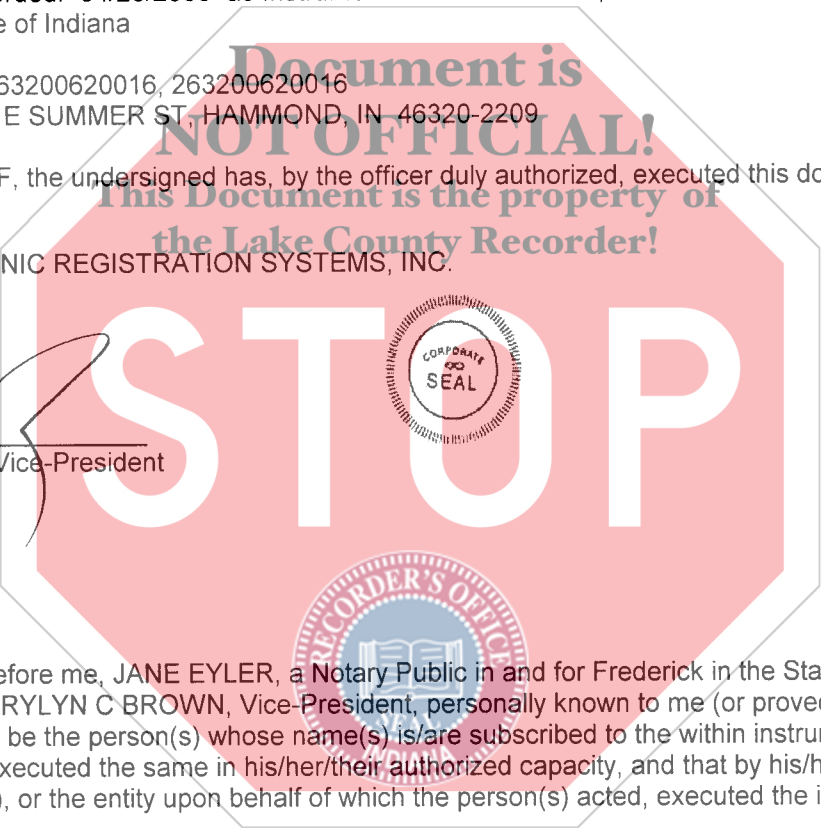 e of Indiana
Document is
63200620016, 263200620016
E SUMMER ST, HAMMOND, IN 46320-2209
NOT OFFICIAL!
F, the undersigned has, by the officer duly authorized, executed this do
This Document is the property of
the Lake County Recorder!
NIC REGISTRATION SYSTEMS, INC.
STOP
CORPORATE
SEAL
Vice-President
RECORDER'S OFFICE
efore me, JANE EYLER, a Notary Public in and for Frederick in the Sta
RYLYN C BROWN, Vice-President, personally known to me (or prove
be the person(s) whose name(s) is/are subscribed to the within instru
SEAL
INDIANA
xecuted the same in his/her/their authorized capacity, and that by his/h
), or the entity upon behalf of which the person(s) acted, executed the i